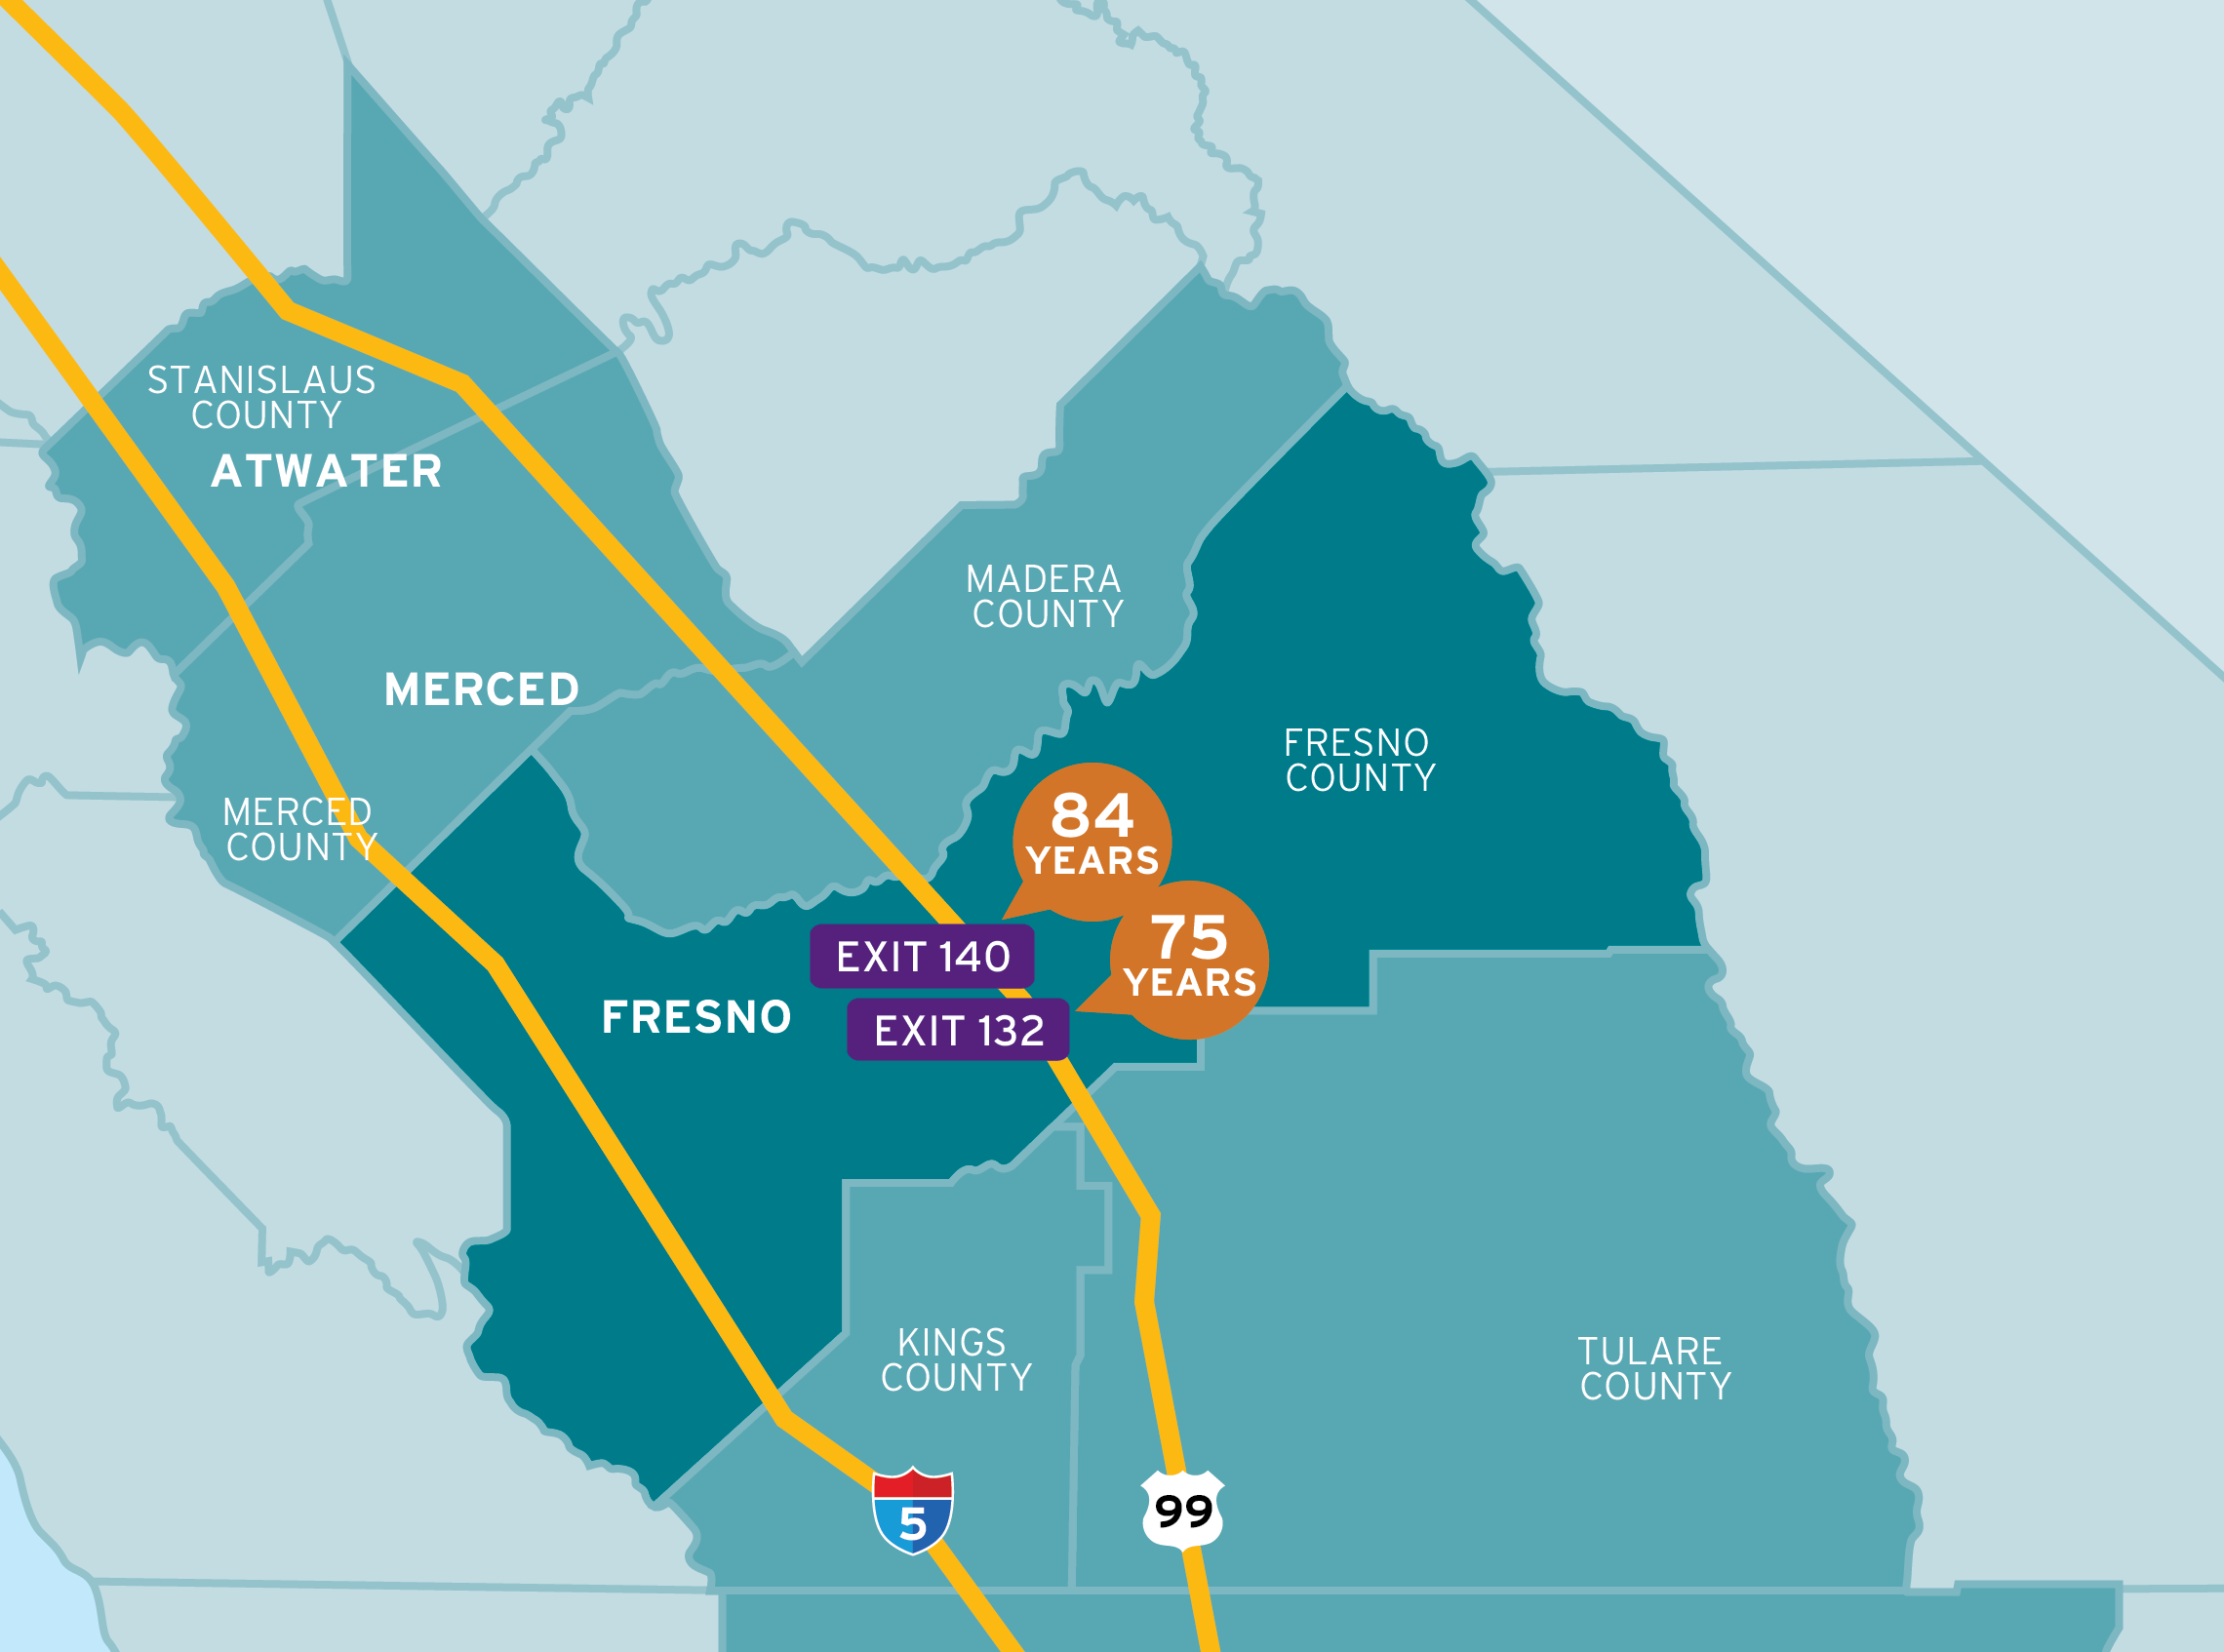 STANISLAUS
COUNTY
ATWATER
MADERA
COUNTY
MERCED
FRESNO
COUNTY
MERCED
COUNTY
84
YEARS
75
YEARS
EXIT 140
FRESNO
EXIT 132
KINGS
COUNTY
TULARE
COUNTY
5
99